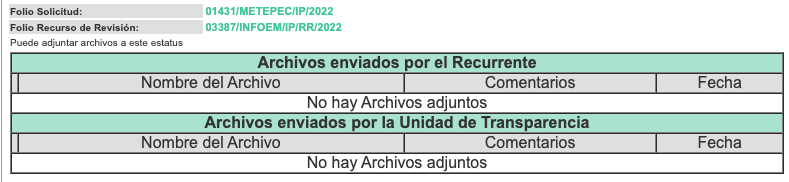 Folio Solicitud: 01431/METEPEC/IP/2022
Folio Recurso de Revisión: 03387/INFOEM/IP/RR/2022
Puede adjuntar archivos a este estatus
Archivos enviados por el Recurrente
Nombre del Archivo Comentarios Fecha
No hay Archivos adjuntos
Archivos enviados por la Unidad de Transparencia
Nombre del Archivo Comentarios Fecha
No hay Archivos adjuntos